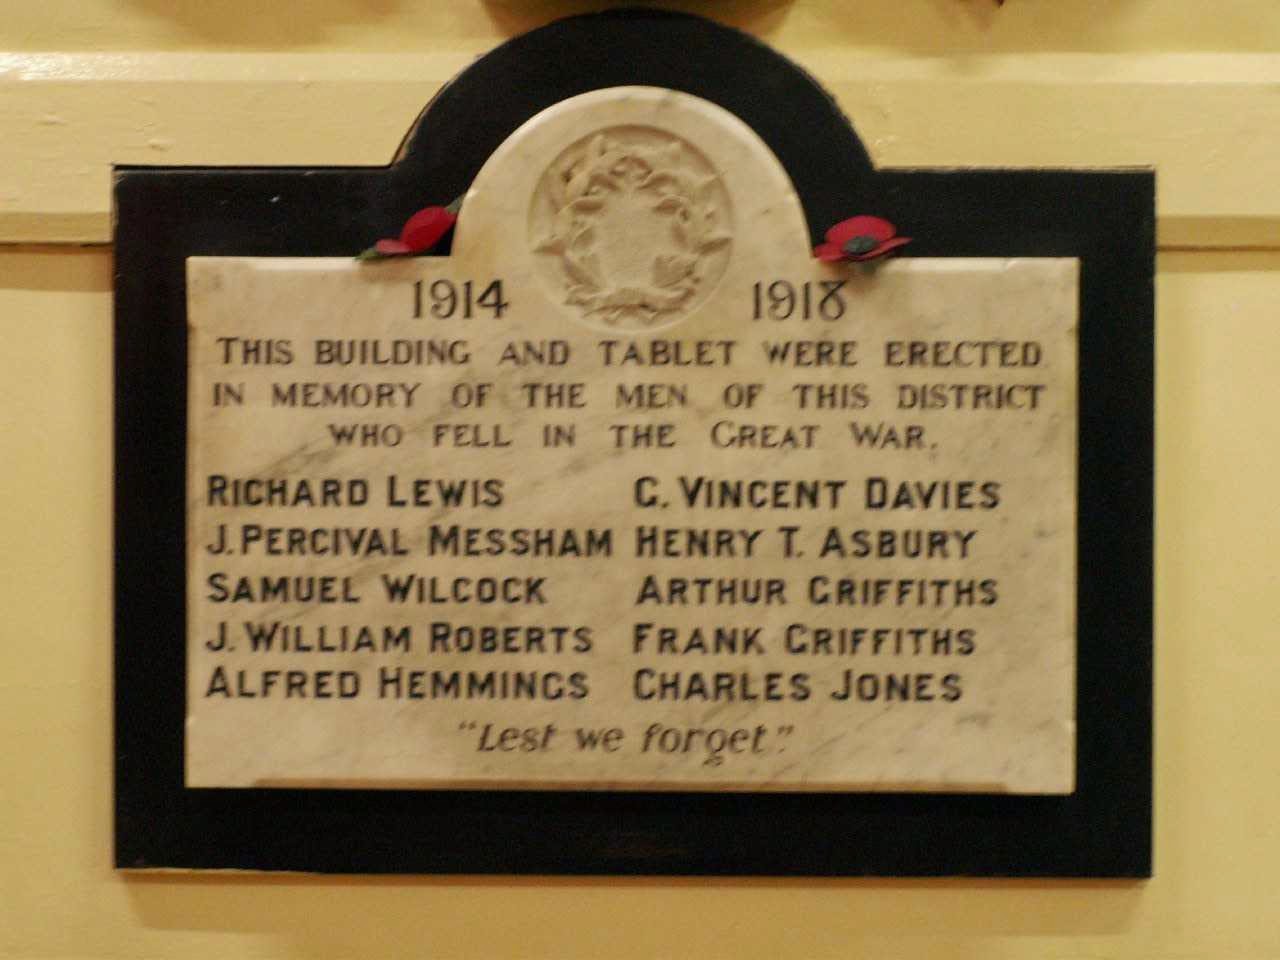 1914 1918
THIS BUILDING AND TABLET WERE ERECTED
IN MEMORY OF THE MEN OF THIS DISTRICT
WHO FELL IN THE GREAT WAR.
RICHARD LEWIS C. VINCENT DAVIES
J. PERCIVAL MESSHAM HENRY T. ASBURY
SAMUEL WILCOCK ARTHUR GRIFFITHS
J. WILLIAM ROBERTS FRANK GRIFFITHS
ALFRED HEMMINGS CHARLES JONES
"Lest we forget."